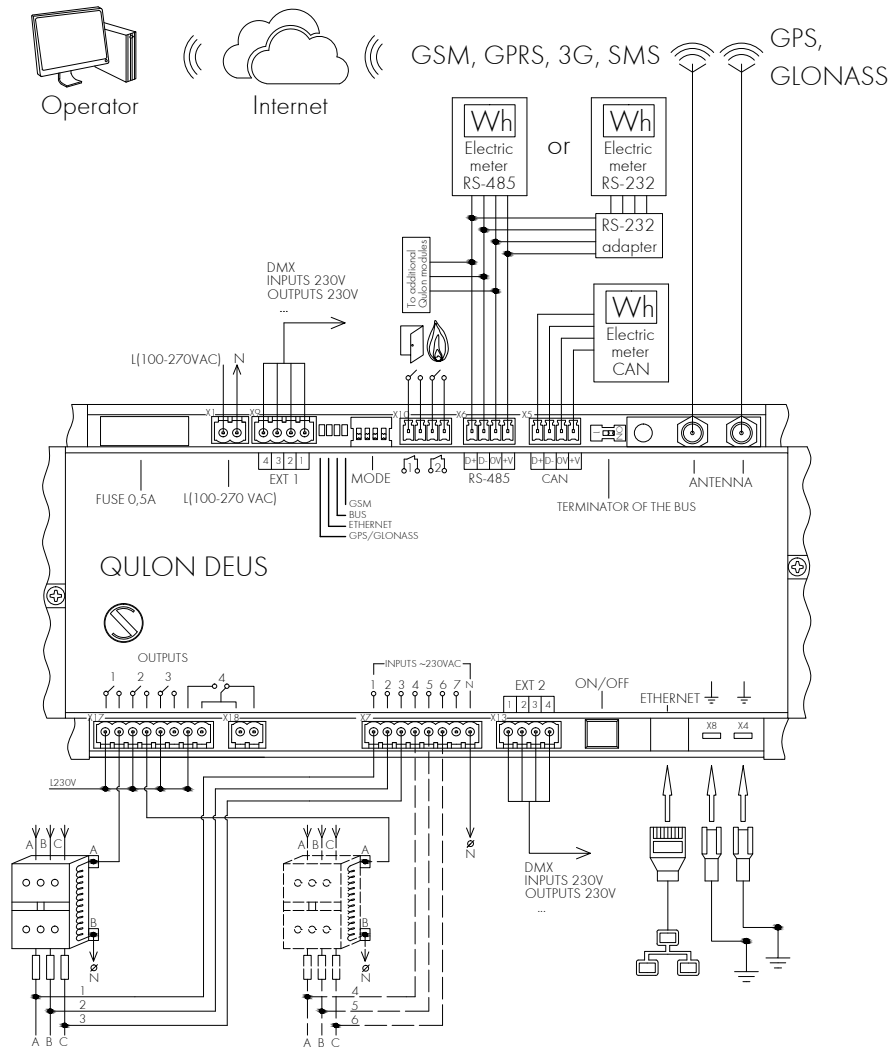 GSM, GPRS, 3G, SMS
GPS,
GLONASS
Operator
Internet
Wh
Electric
meter
RS-485
or
Wh
Electric
meter
RS-232
RS-232
adapter
To additional
Qulon modules
DMX
INPUTS 230V
OUTPUTS 230V
...
Wh
Electric
meter
CAN
L(100-270VAC)
N
X1
X9
X10
X6
X5
ON
4 3 2 1
EXT 1
MODE
1 2
D+ D- 0V +V
RS-485
D+ D- 0V +V
CAN
TERMINATOR OF THE BUS
ANTENNA
FUSE 0,5A
L(100-270 VAC)
GSM
BUS
ETHERNET
GPS/GLONASS
QULON DEUS
OUTPUTS
1 2 3 4
INPUTS ~230VAC
1 2 3 4 5 6 7 N
EXT 2
1 2 3 4
ON/OFF
ETHERNET
X17
X18
X7
X13
X8
X4
L230V
A B C
A
B
N
1
2
3
A B C
A B C
A
B
N
4
5
6
A B C
N
DMX
INPUTS 230V
OUTPUTS 230V
...